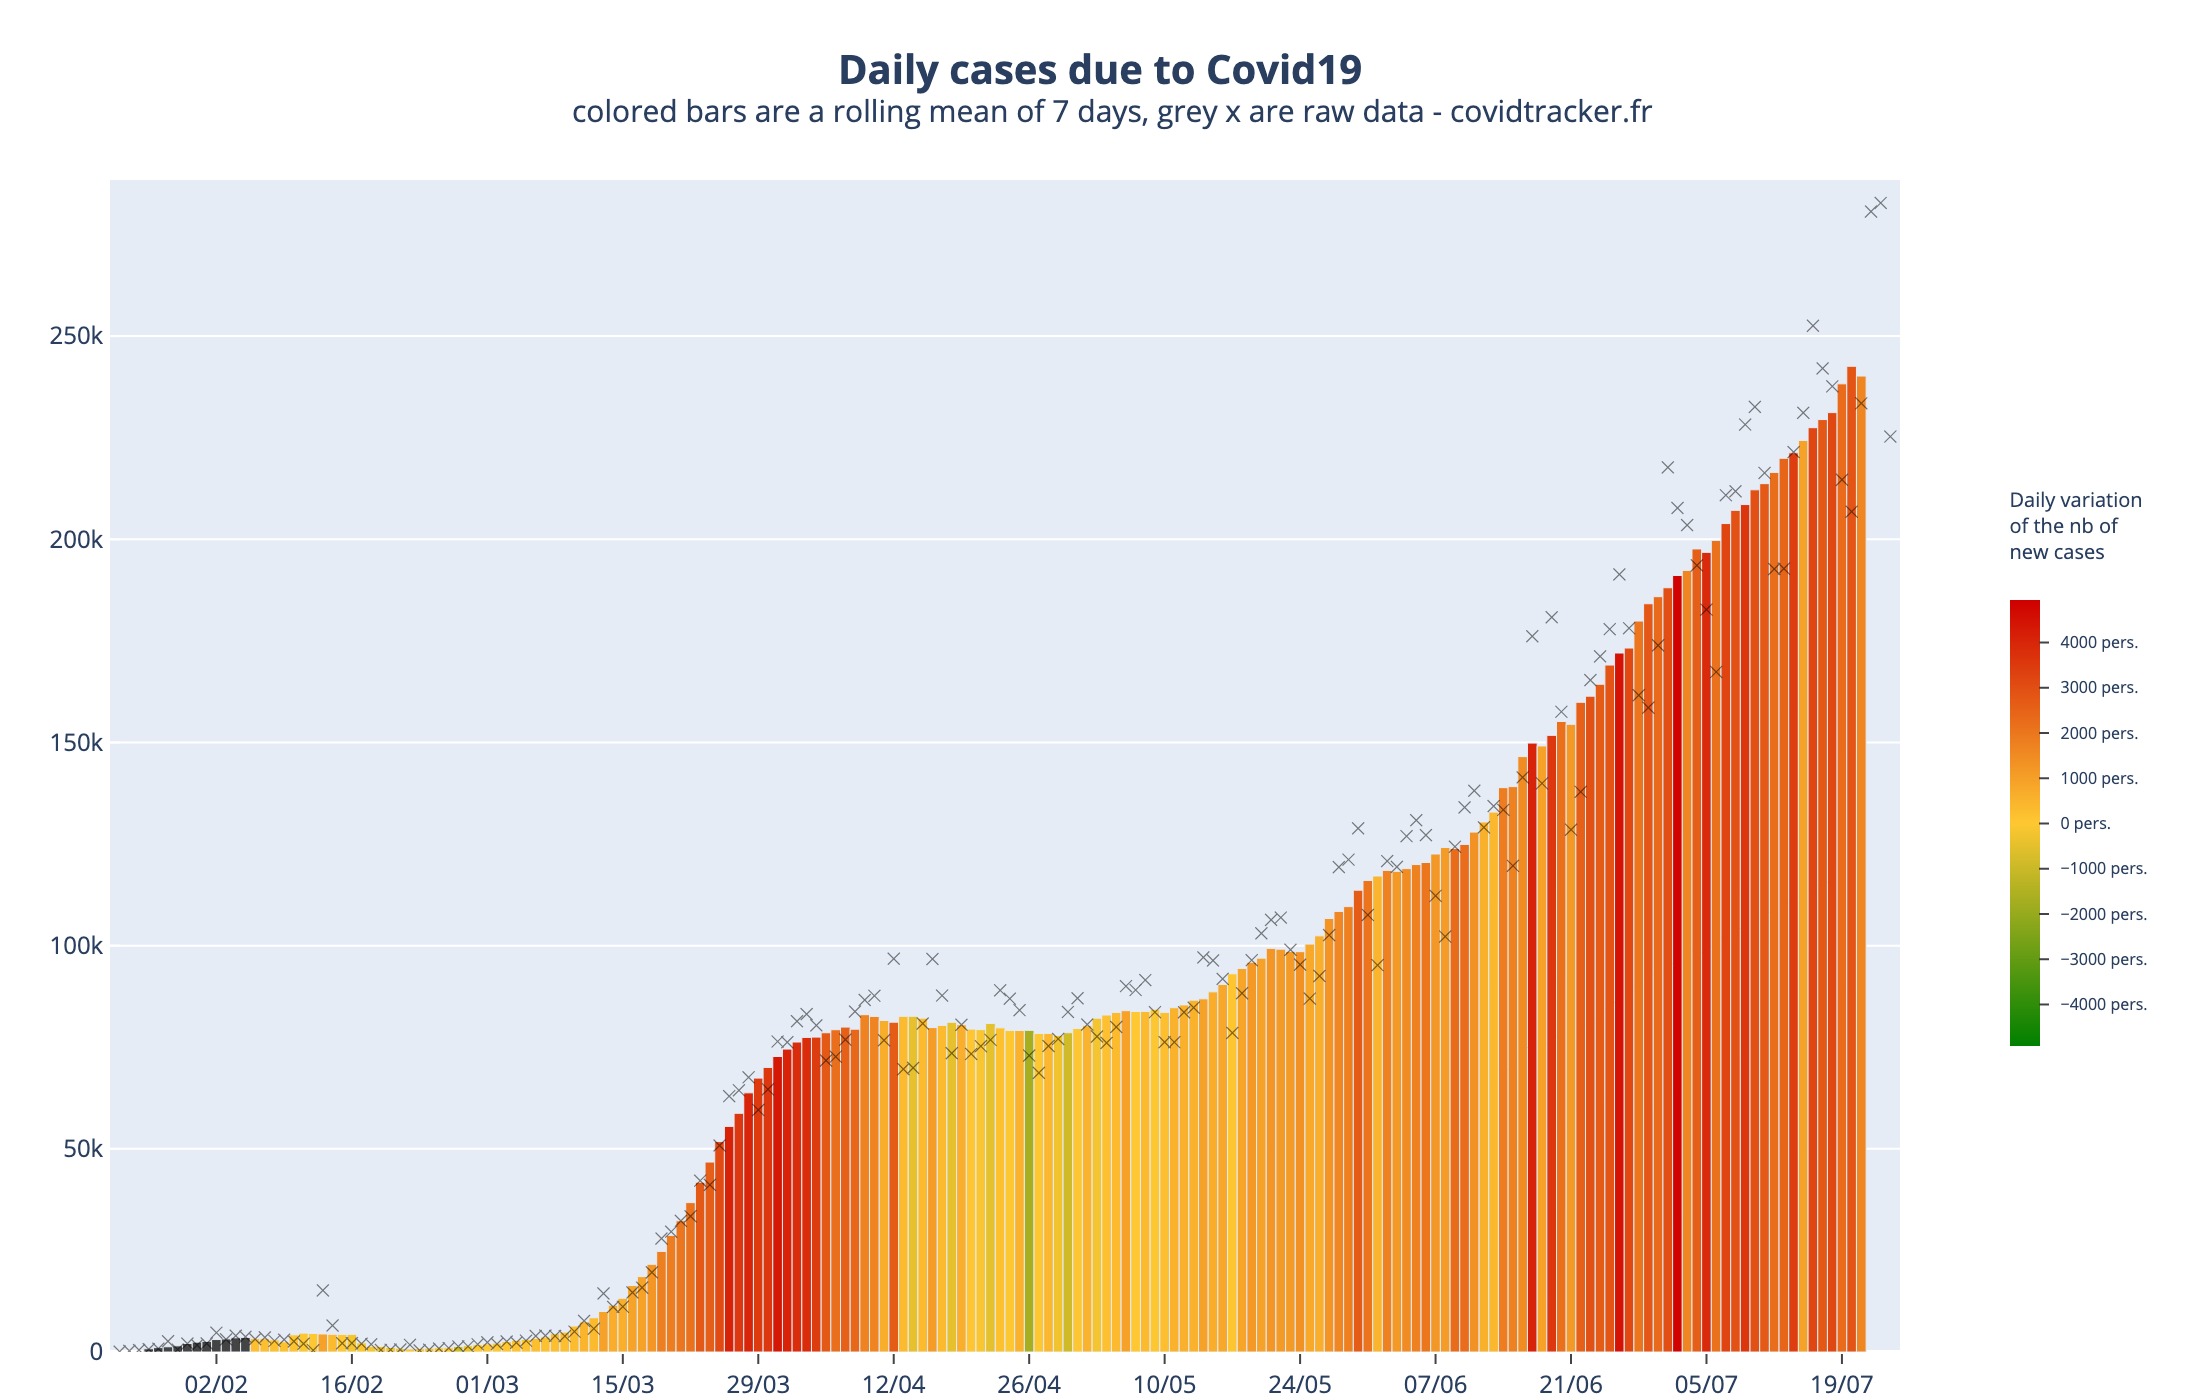 Daily cases due to Covid19
colored bars are a rolling mean of 7 days, grey x are raw data - covidtracker.fr
250k
200k
150k
100k
50k
0
02/02
16/02
01/03
15/03
29/03
12/04
26/04
10/05
24/05
07/06
21/06
05/07
19/07
Daily variation
of the nb of
new cases
4000 pers.
3000 pers.
2000 pers.
1000 pers.
0 pers.
−1000 pers.
−2000 pers.
−3000 pers.
−4000 pers.